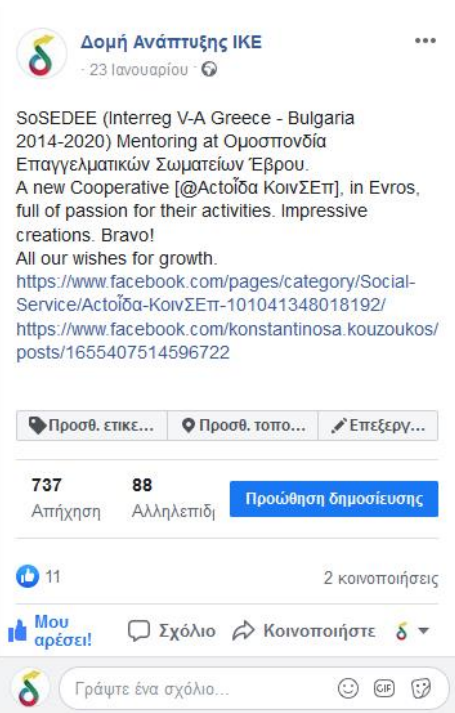 Δομή Ανάπτυξης ΙΚΕ
· 23 Ιανουαρίου ·
SoSEDEE (Interreg V-A Greece - Bulgaria
2014-2020) Mentoring at Ομοσπονδία
Επαγγελματικών Σωματείων Έβρου.
A new Cooperative [@Actοΐδα ΚοινΣΕπ], in Evros,
full of passion for their activities. Impressive
creations. Bravo!
All our wishes for growth.
https://www.facebook.com/pages/category/Social-
Service/Actοΐδα-ΚοινΣΕπ-101041348018192/
https://www.facebook.com/konstantinosa.kouzoukos/
posts/1655407514596722
Προσθ. ετικε... Προσθ. τοπο... Επεξεργ...
737 88 Προώθηση δημοσίευσης
Απήχηση Αλληλεπιδρ
11 2 κοινοποιήσεις
Μου αρέσει! Σχόλιο Κοινοποιήστε
Γράψτε ένα σχόλιο... GIF